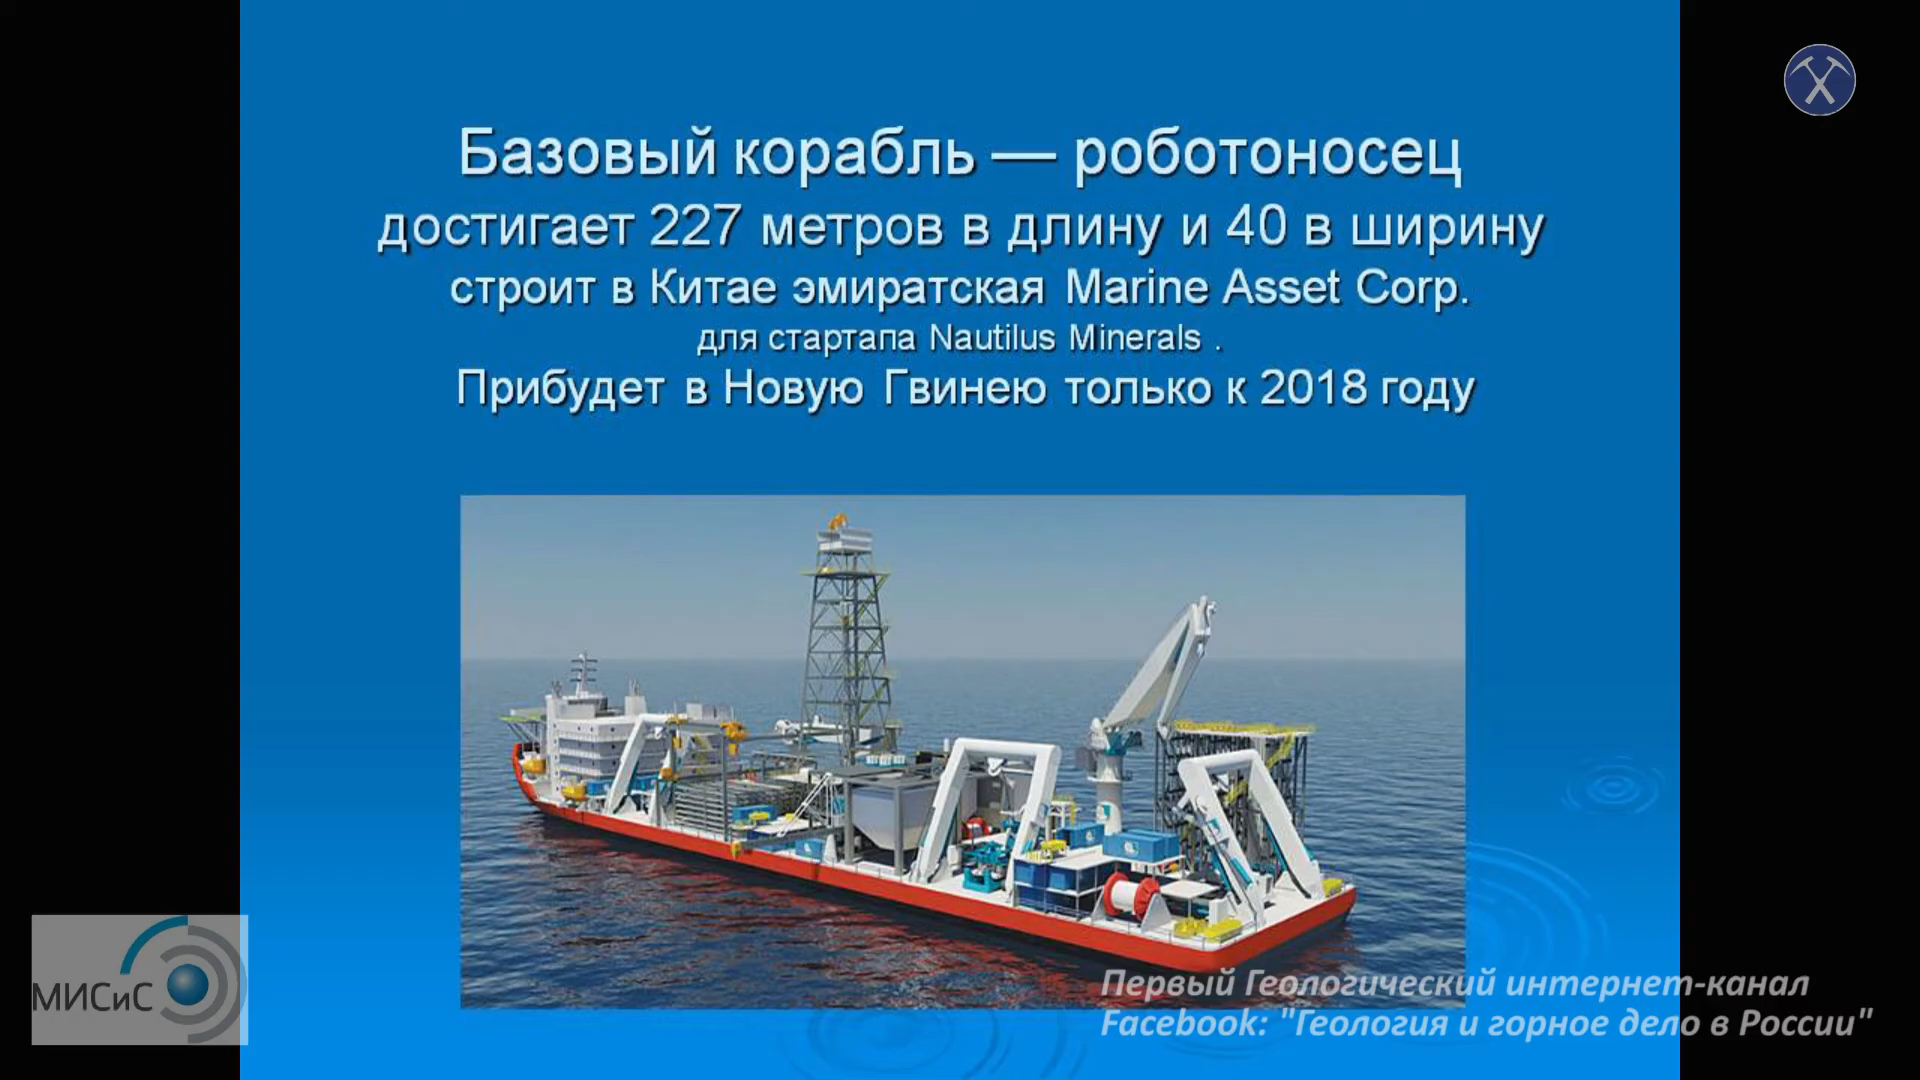 Базовый корабль — роботоносец
достигает 227 метров в длину и 40 в ширину
строит в Китае эмиратская Marine Asset Corp.
для стартапа Nautilus Minerals .
Прибудет в Новую Гвинею только к 2018 году
МИСиС
Первый Геологический интернет-канал
Facebook: "Геология и горное дело в России"